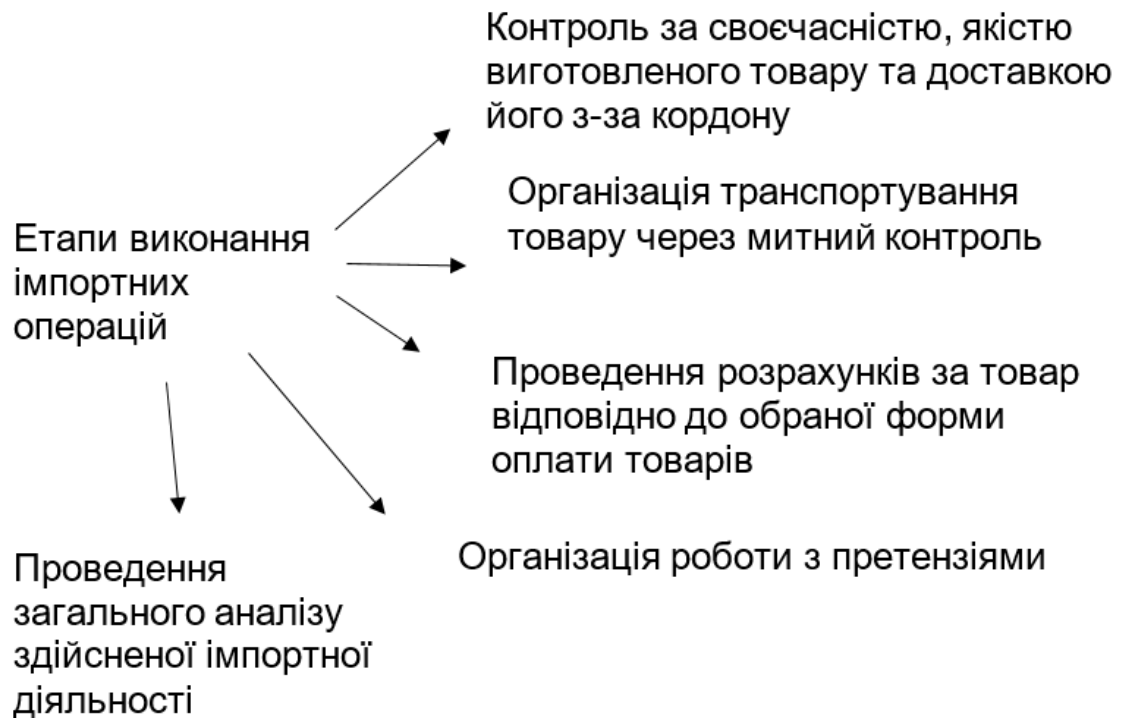 Контроль за своєчасністю, якістю
виготовленого товару та доставкою
його з-за кордону
Організація транспортування
товару через митний контроль
Етапи виконання
імпортних
операцій
Проведення розрахунків за товар
відповідно до обраної форми
оплати товарів
Організація роботи з претензіями
Проведення
загального аналізу
здійсненої імпортної
діяльності